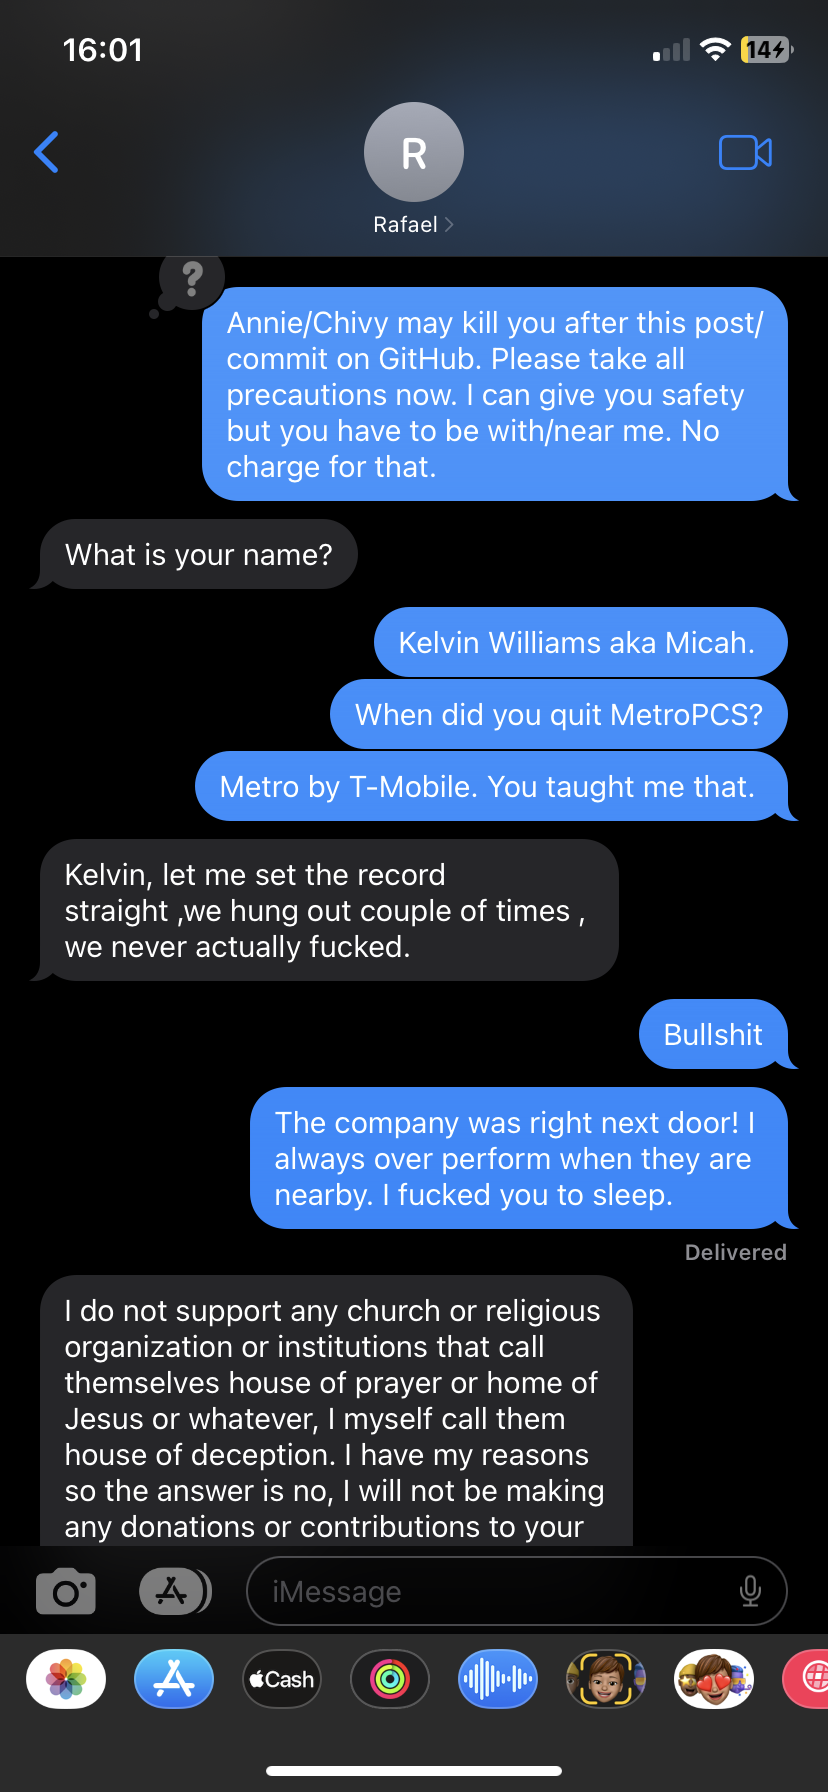 16:01
14
R
Rafael
?
Annie/Chivy may kill you after this post/
commit on GitHub. Please take all
precautions now. I can give you safety
but you have to be with/near me. No
charge for that.
What is your name?
Kelvin Williams aka Micah.
When did you quit MetroPCS?
Metro by T-Mobile. You taught me that.
Kelvin, let me set the record
straight ,we hung out couple of times ,
we never actually fucked.
Bullshit
The company was right next door! I
always over perform when they are
nearby. I fucked you to sleep.
Delivered
I do not support any church or religious
organization or institutions that call
themselves house of prayer or home of
Jesus or whatever, I myself call them
house of deception. I have my reasons
so the answer is no, I will not be making
any donations or contributions to your
iMessage
Cash